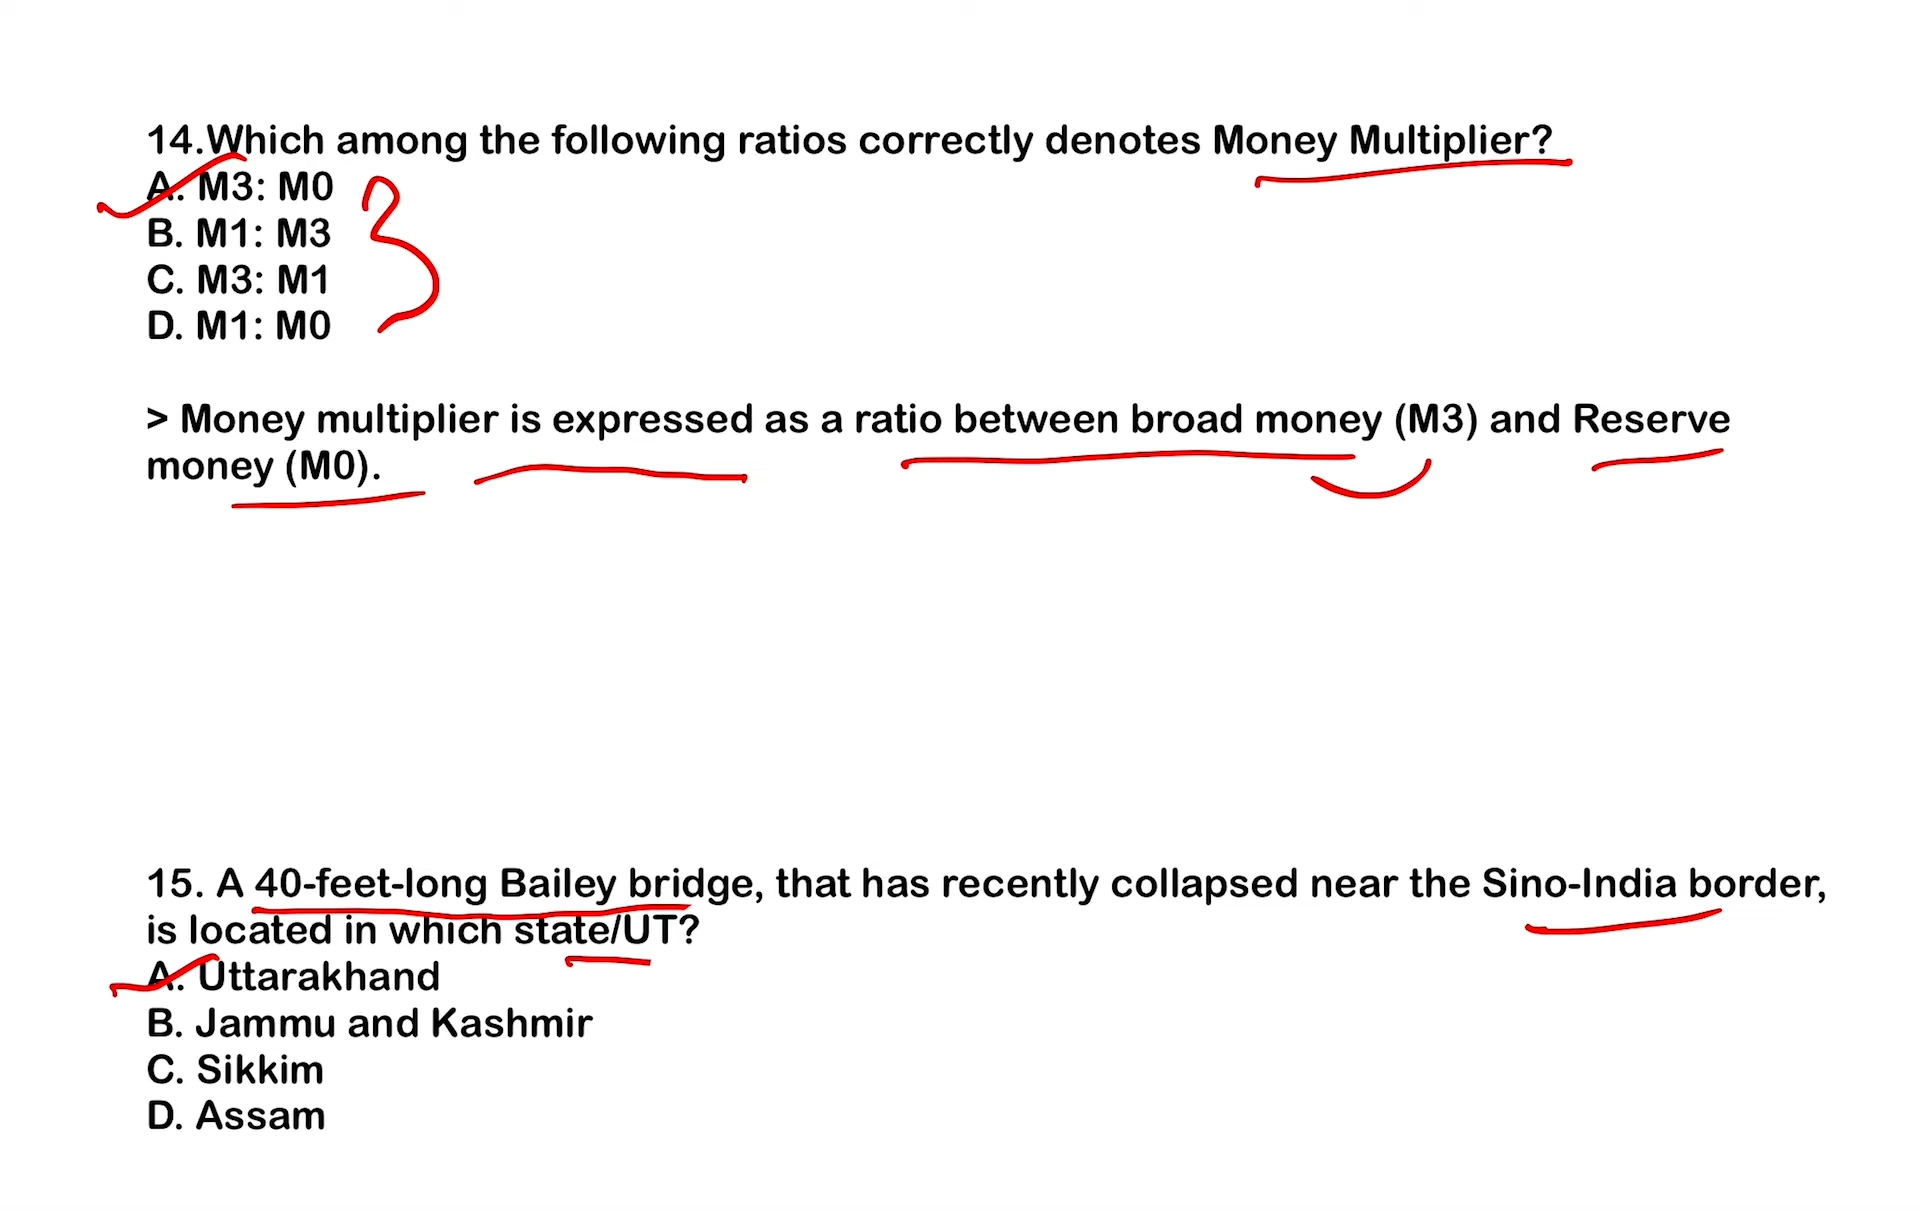 14.Which among the following ratios correctly denotes Money Multiplier?
A. M3: M0
B. M1: M3
C. M3: M1
D. M1: M0
> Money multiplier is expressed as a ratio between broad money (M3) and Reserve
money (M0).
15. A 40-feet-long Bailey bridge, that has recently collapsed near the Sino-India border,
is located in which state/UT?
A. Uttarakhand
B. Jammu and Kashmir
C. Sikkim
D. Assam